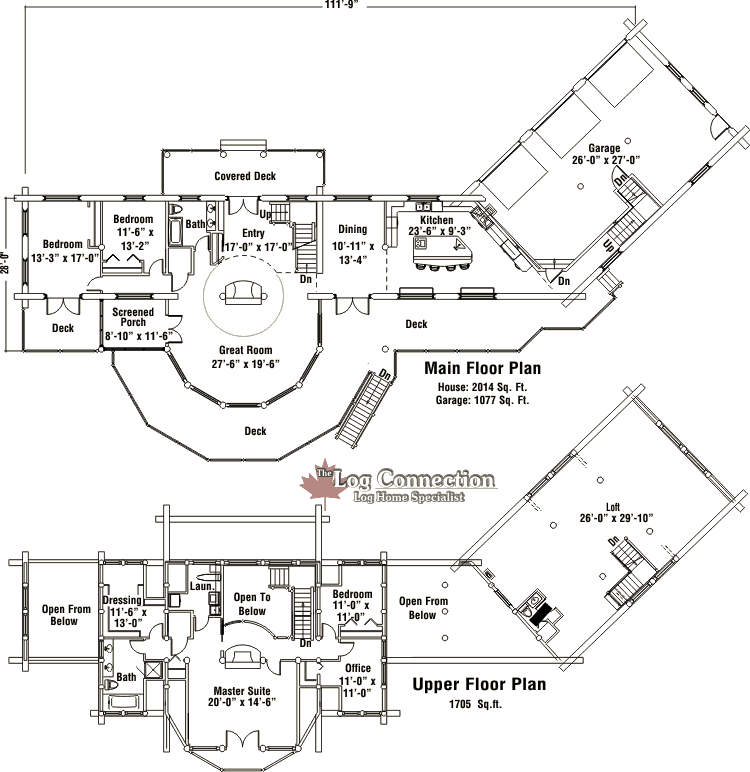 111'-9"
Covered Deck
Garage
26'-0" x 27'-0"
Dn
Up
Dn
28'-0"
Bedroom
13'-3" x 17'-0"
Bedroom
11'-6" x
13'-2"
Bath
Up
Entry
17'-0" x 17'-0"
Dn
Dining
10'-11" x
13'-4"
Kitchen
23'-6" x 9'-3"
Deck
Screened
Porch
8'-10" x 11'-6"
Great Room
27'-6" x 19'-6"
Deck
Deck
Dn
Main Floor Plan
House: 2014 Sq. Ft.
Garage: 1077 Sq. Ft.
The Log Connection
Log Home Specialist
Loft
26'-0" x 29'-10"
Dn
Open From
Below
Dressing
11'-6" x
13'-0"
Laun.
Open To
Below
Dn
Bedroom
11'-0" x
11'-0"
Open From
Below
Bath
Master Suite
20'-0" x 14'-6"
Office
11'-0" x
11'-0"
Upper Floor Plan
1705 Sq.ft.